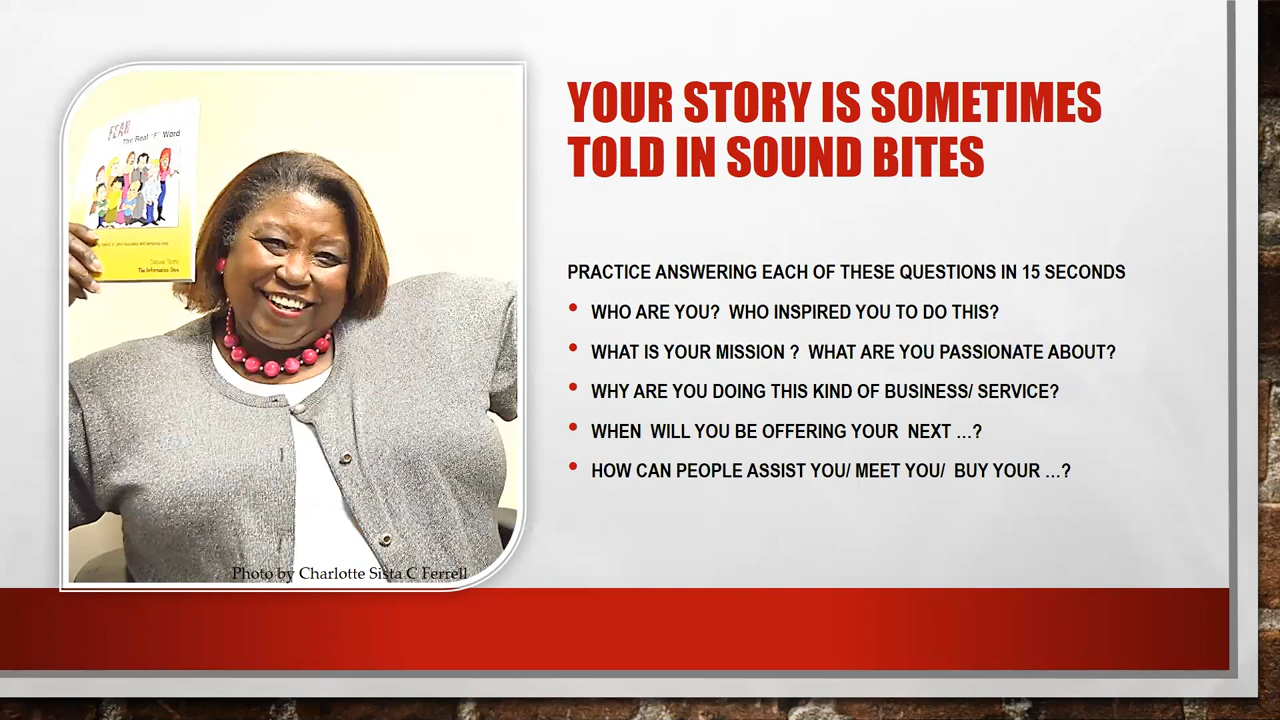 YOUR STORY IS SOMETIMES
TOLD IN SOUND BITES
PRACTICE ANSWERING EACH OF THESE QUESTIONS IN 15 SECONDS
• WHO ARE YOU?  WHO INSPIRED YOU TO DO THIS?
• WHAT IS YOUR MISSION ?  WHAT ARE YOU PASSIONATE ABOUT?
• WHY ARE YOU DOING THIS KIND OF BUSINESS/ SERVICE?
• WHEN  WILL YOU BE OFFERING YOUR  NEXT ...?
• HOW CAN PEOPLE ASSIST YOU/ MEET YOU/  BUY YOUR ...?
FEAR
The Real "F" Word
The Information Diva
Photo by Charlotte Sista C Ferrell